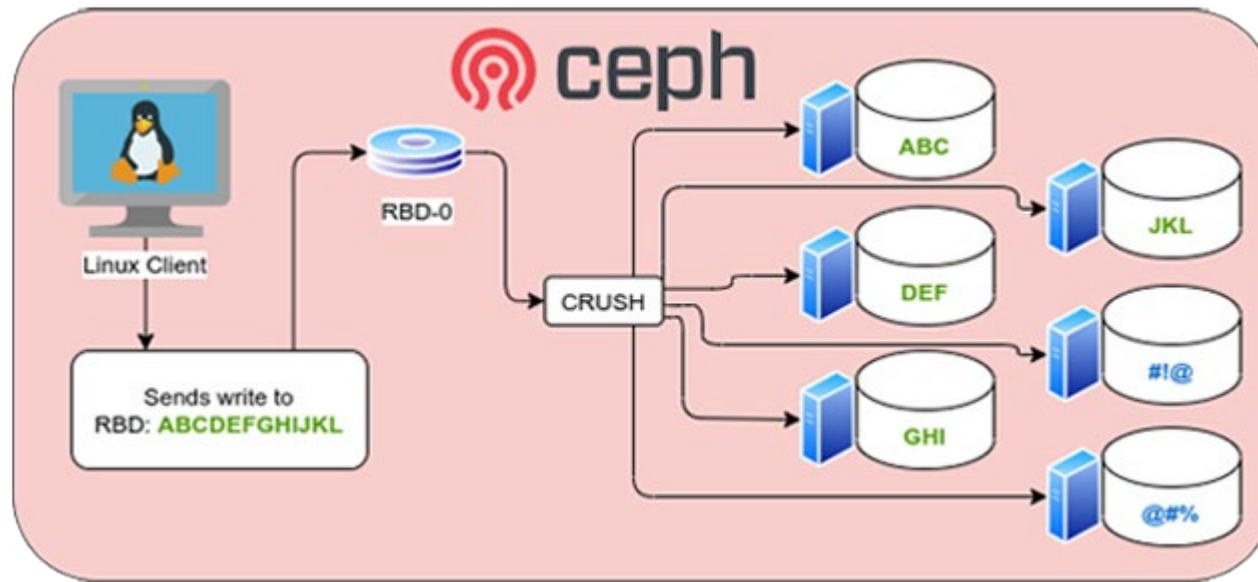 ceph
Linux Client
Sends write to
RBD: ABCDEFGHIJKL
RBD-0
CRUSH
ABC
JKL
DEF
#!@
GHI
@#%